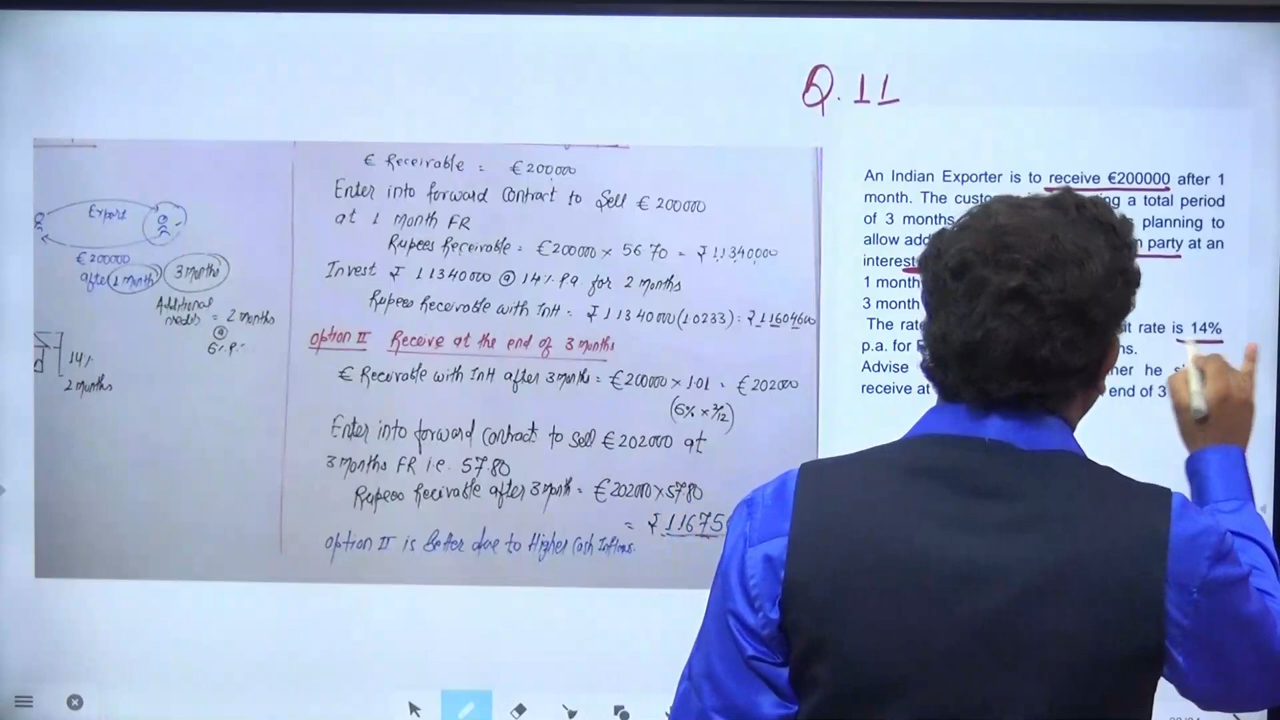 Q.11
Export
€200000
after 1 month
3 months
Additional
= 2 months
@
6%.P.
14%
2 months
€ Receivable = €200000
Enter into forward Contract to Sell €200000
at 1 Month FR
Rupees Receivable = €200000 × 56.70 = ₹11340000
Invest ₹ 11340000 @ 14%.P.a. for 2 months
Rupees Receivable with Int = ₹11340000(1.0233) = ₹11604600
option II Receive at the end of 3 months
€ Receivable with Int after 3 months = €200000 × 1.01 = €202000
(6% × 2/12)
Enter into forward contract to sell €202000 at
3 months FR i.e. 57.80
Rupees Receivable after 3 month = €202000×57.80
= ₹11675
option II is Better due to Higher Cash Inflows.
An Indian Exporter is to receive €200000 after 1
month. The a total period
of 3 months planning to
allow party at an
interest
1 month
3 month
The rate rate is 14%
p.a. for
Advise he
receive at end of 3